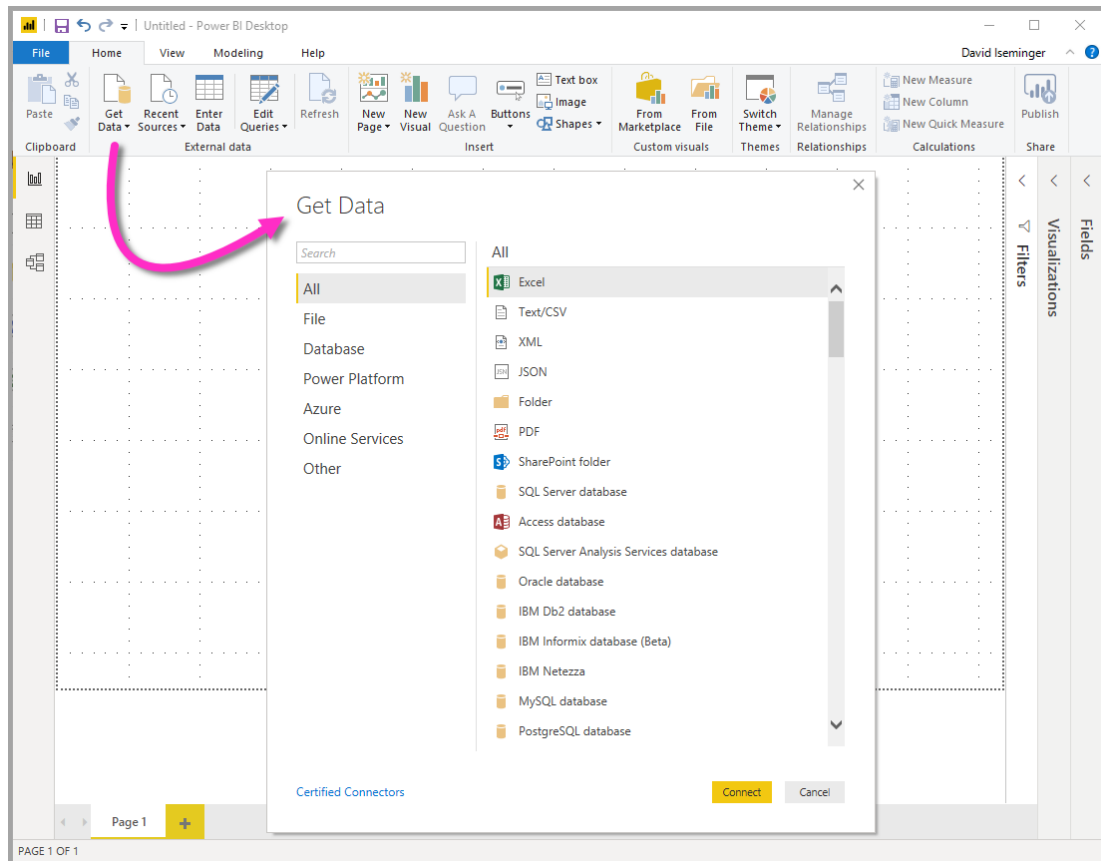 Untitled - Power BI Desktop
File Home View Modeling Help David Iseminger
Paste
Get Data
Recent Sources
Enter Data
Edit Queries
Refresh
New Page
New Visual
Ask A Question
Buttons
Text box
Image
Shapes
From Marketplace
From File
Switch Theme
Manage Relationships
New Measure
New Column
New Quick Measure
Publish
Clipboard External data Insert Custom visuals Themes Relationships Calculations Share
Get Data
Search
All
File
Database
Power Platform
Azure
Online Services
Other
All
Excel
Text/CSV
XML
JSON
Folder
PDF
SharePoint folder
SQL Server database
Access database
SQL Server Analysis Services database
Oracle database
IBM Db2 database
IBM Informix database (Beta)
IBM Netezza
MySQL database
PostgreSQL database
Certified Connectors
Connect
Cancel
Filters
Visualizations
Fields
Page 1
PAGE 1 OF 1